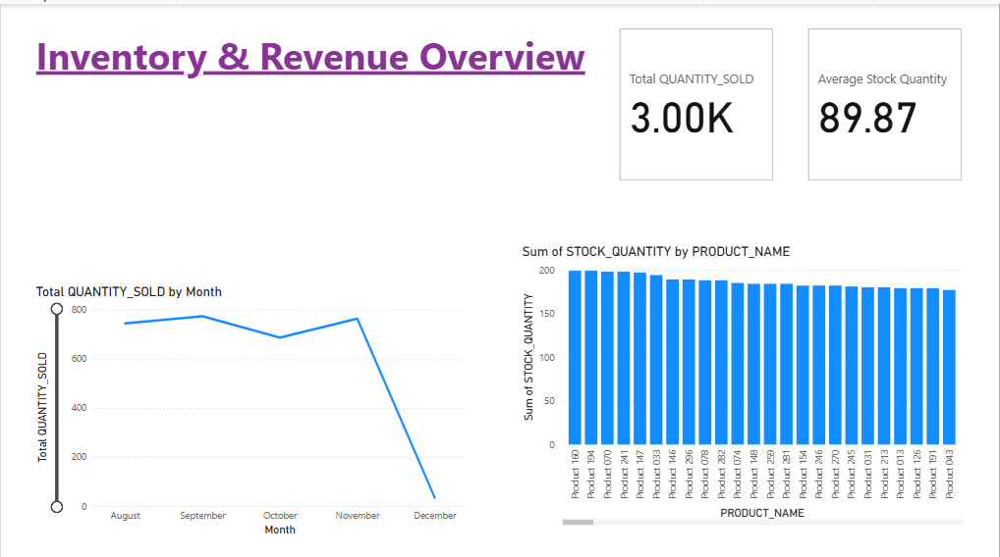 Inventory & Revenue Overview
Total QUANTITY_SOLD
3.00K
Average Stock Quantity
89.87
Total QUANTITY_SOLD by Month
Total QUANTITY_SOLD
800
600
400
200
0
August
September
October
November
December
Month
Sum of STOCK_QUANTITY by PRODUCT_NAME
Sum of STOCK_QUANTITY
200
150
100
50
0
Product 160
Product 194
Product 070
Product 241
Product 147
Product 033
Product 146
Product 296
Product 078
Product 282
Product 074
Product 148
Product 259
Product 281
Product 154
Product 246
Product 270
Product 245
Product 031
Product 213
Product 013
Product 126
Product 191
Product 043
PRODUCT_NAME